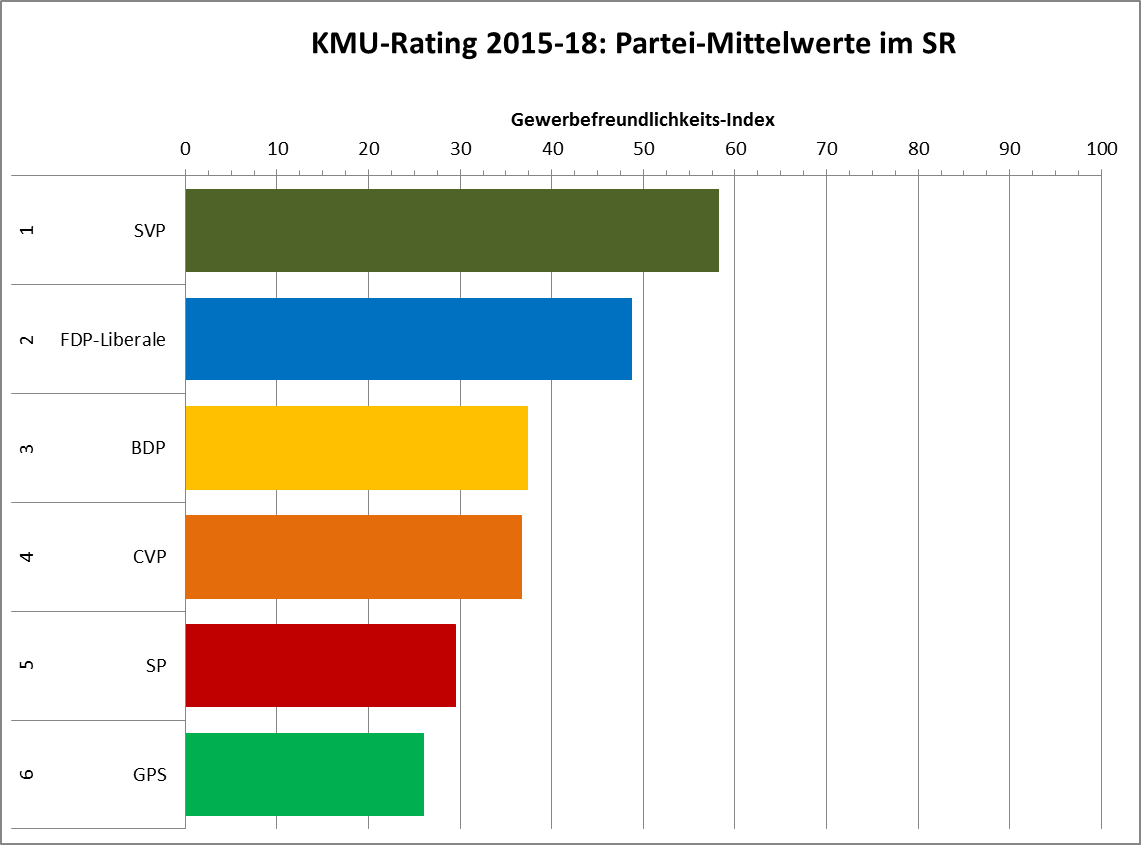 KMU-Rating 2015-18: Partei-Mittelwerte im SR
Gewerbefreundlichkeits-Index
0 10 20 30 40 50 60 70 80 90 100
1 SVP
2 FDP-Liberale
3 BDP
4 CVP
5 SP
6 GPS